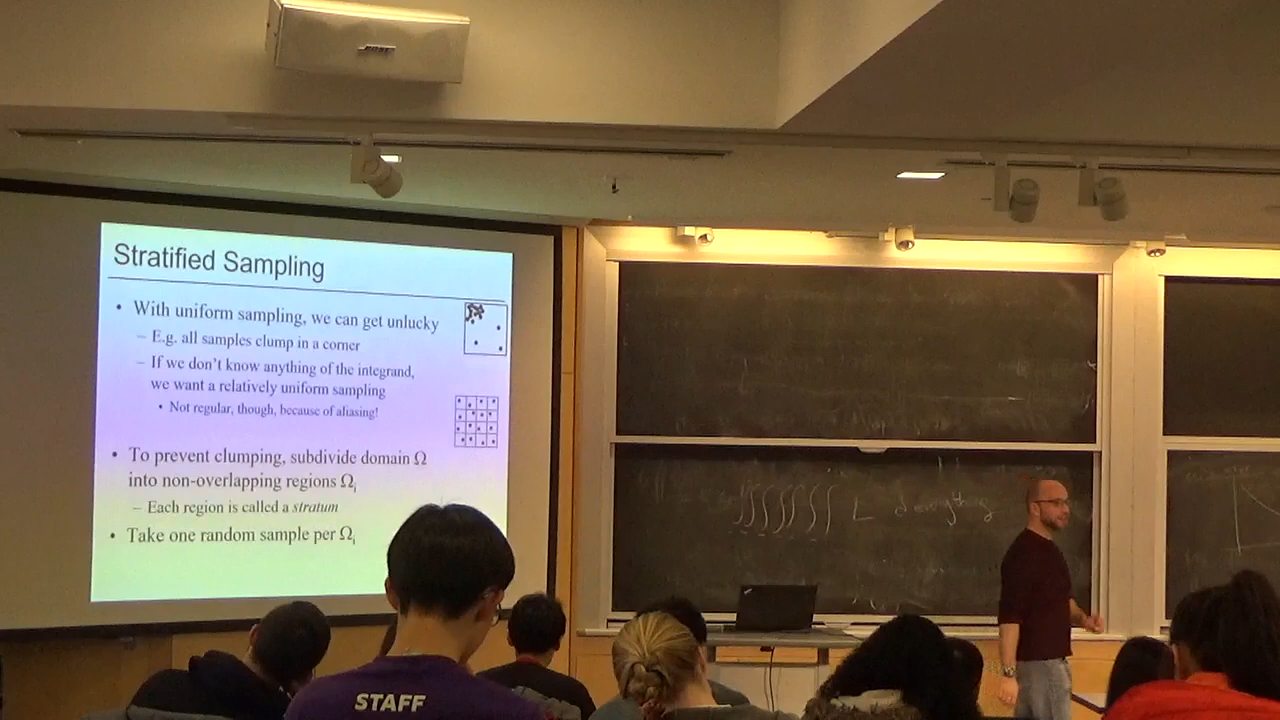 BOSE
Stratified Sampling
• With uniform sampling, we can get unlucky
– E.g. all samples clump in a corner
– If we don't know anything of the integrand,
we want a relatively uniform sampling
• Not regular, though, because of aliasing!
• To prevent clumping, subdivide domain Ω
into non-overlapping regions Ωi
– Each region is called a stratum
• Take one random sample per Ωi
∫∫∫∫∫∫ L d everything
STAFF